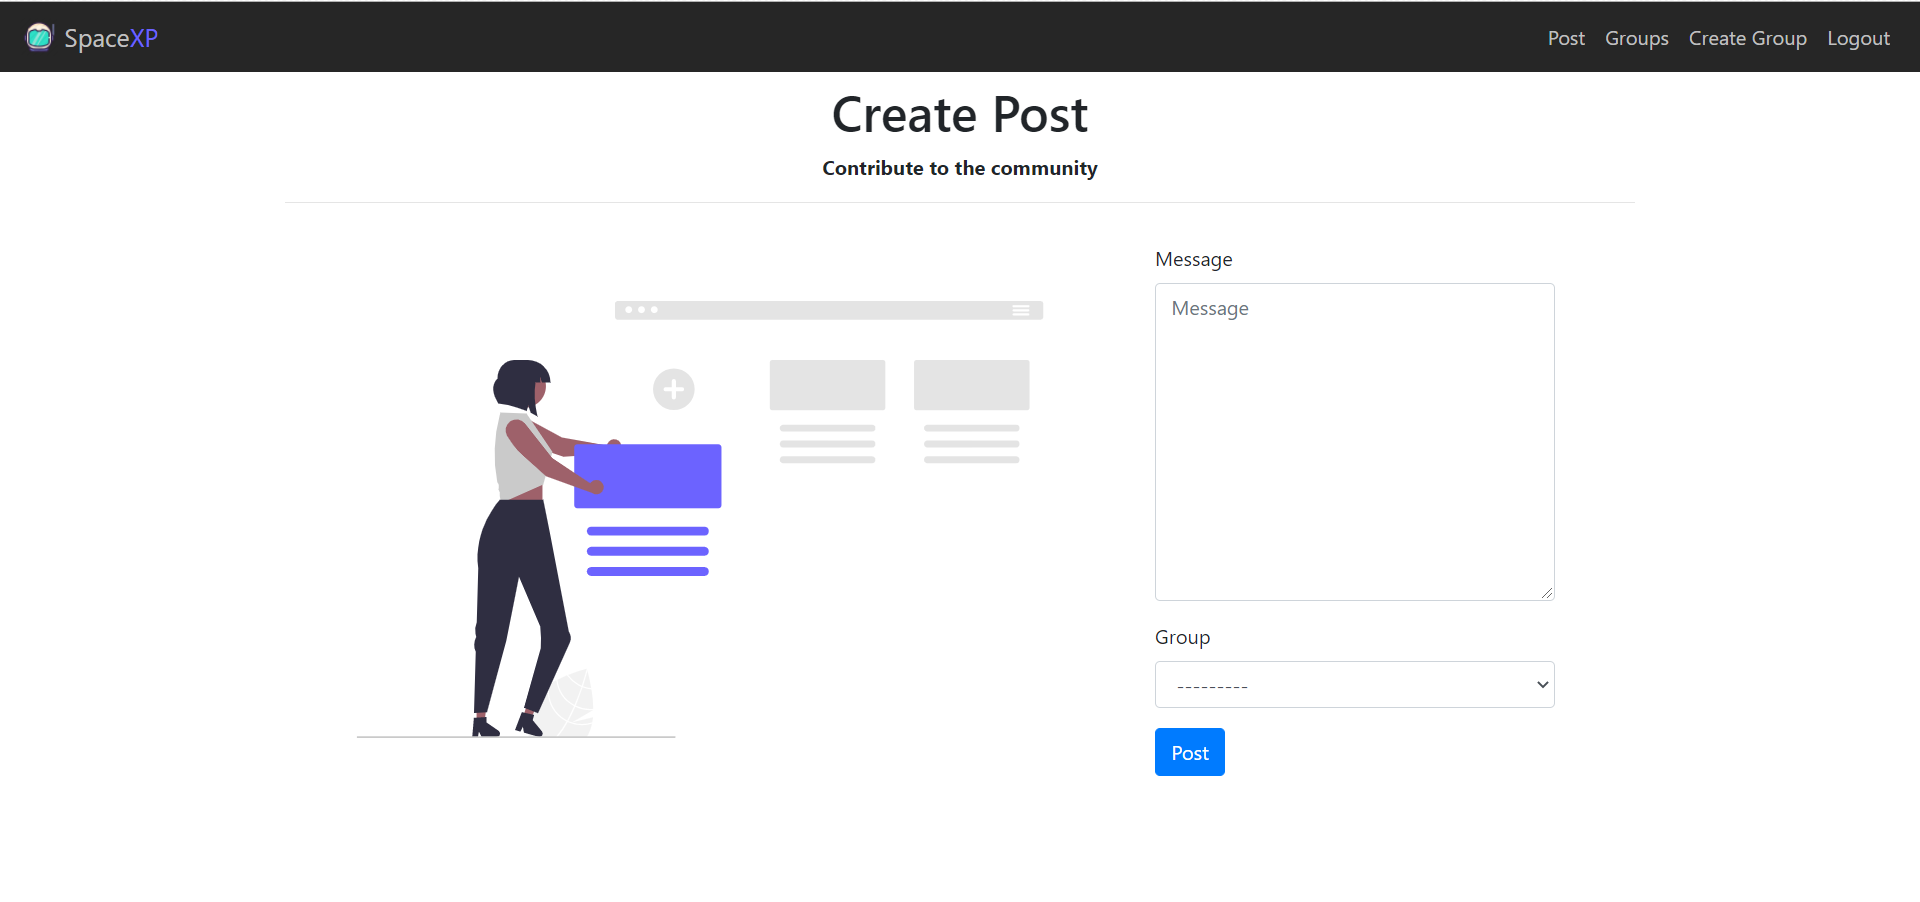 SpaceXP
Post Groups Create Group Logout
Create Post
Contribute to the community
Message
Message
Group
---------
Post